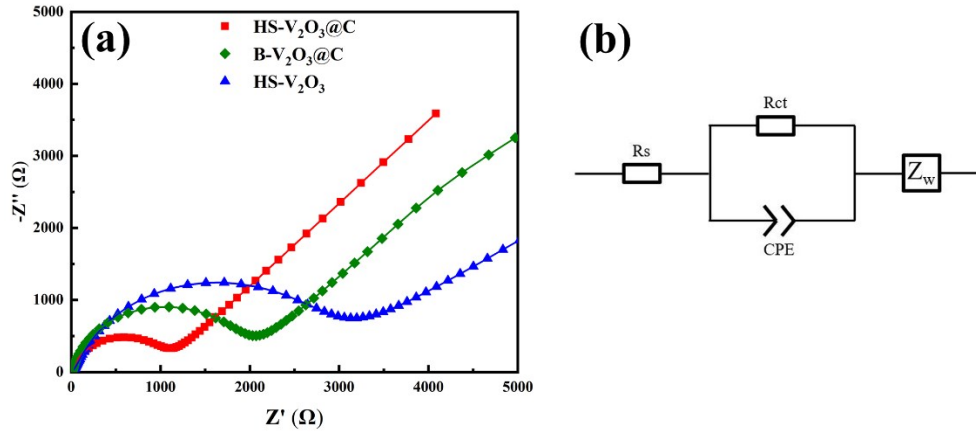 (a)
HS-V₂O₃@C
B-V₂O₃@C
HS-V₂O₃
5000
4000
3000
2000
1000
0
-Z'' (Ω)
0
1000
2000
3000
4000
5000
Z' (Ω)
(b)
Rct
Rs
Zw
CPE